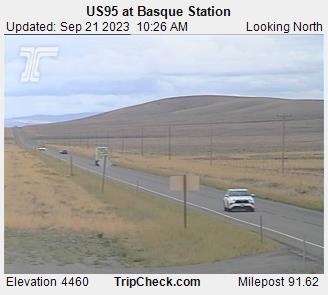 US95 at Basque Station
Updated: Sep 21 2023 10:26 AM Looking North
Elevation 4460 TripCheck.com Milepost 91.62